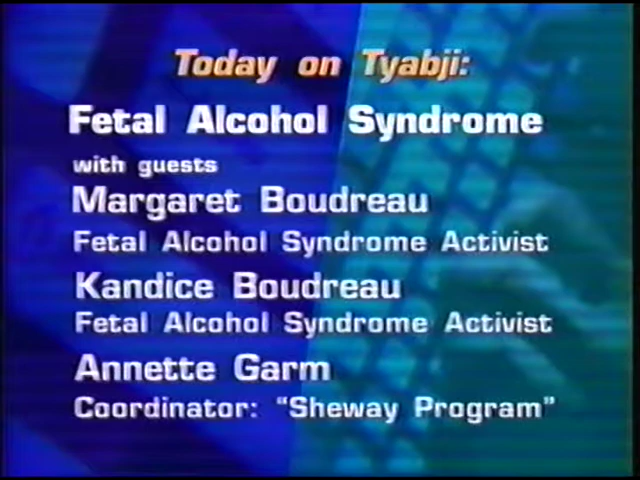 Today on Tyabji:
Fetal Alcohol Syndrome
with guests
Margaret Boudreau
Fetal Alcohol Syndrome Activist
Kandice Boudreau
Fetal Alcohol Syndrome Activist
Annette Garm
Coordinator: “Sheway Program”